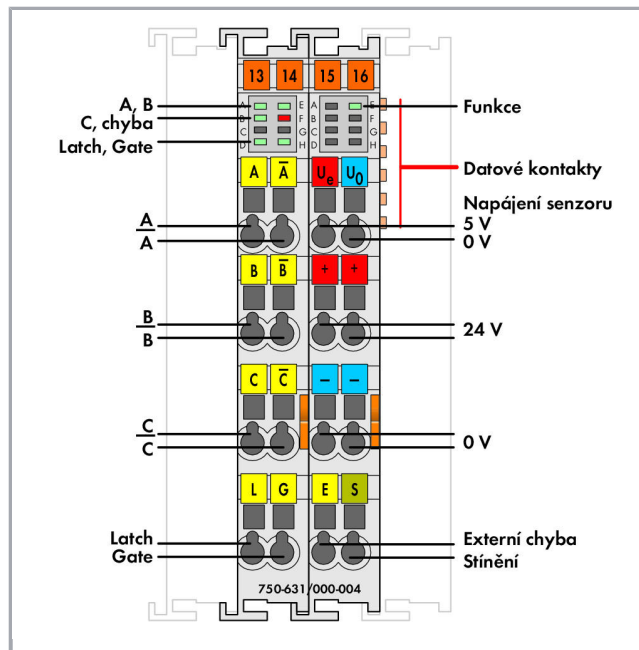 13 14 15 16
A E A E
B F B F
C G C G
D H D H
A, B
C, chyba
Latch, Gate
Funkce
Datové kontakty
Napájení senzoru
5 V
0 V
A A̅ Ue U0
A
A̅
B B̅ + +
B
B̅
24 V
C C̅ – –
C
C̅
0 V
L G E S
Latch
Gate
Externí chyba
Stínění
750-631/000-004